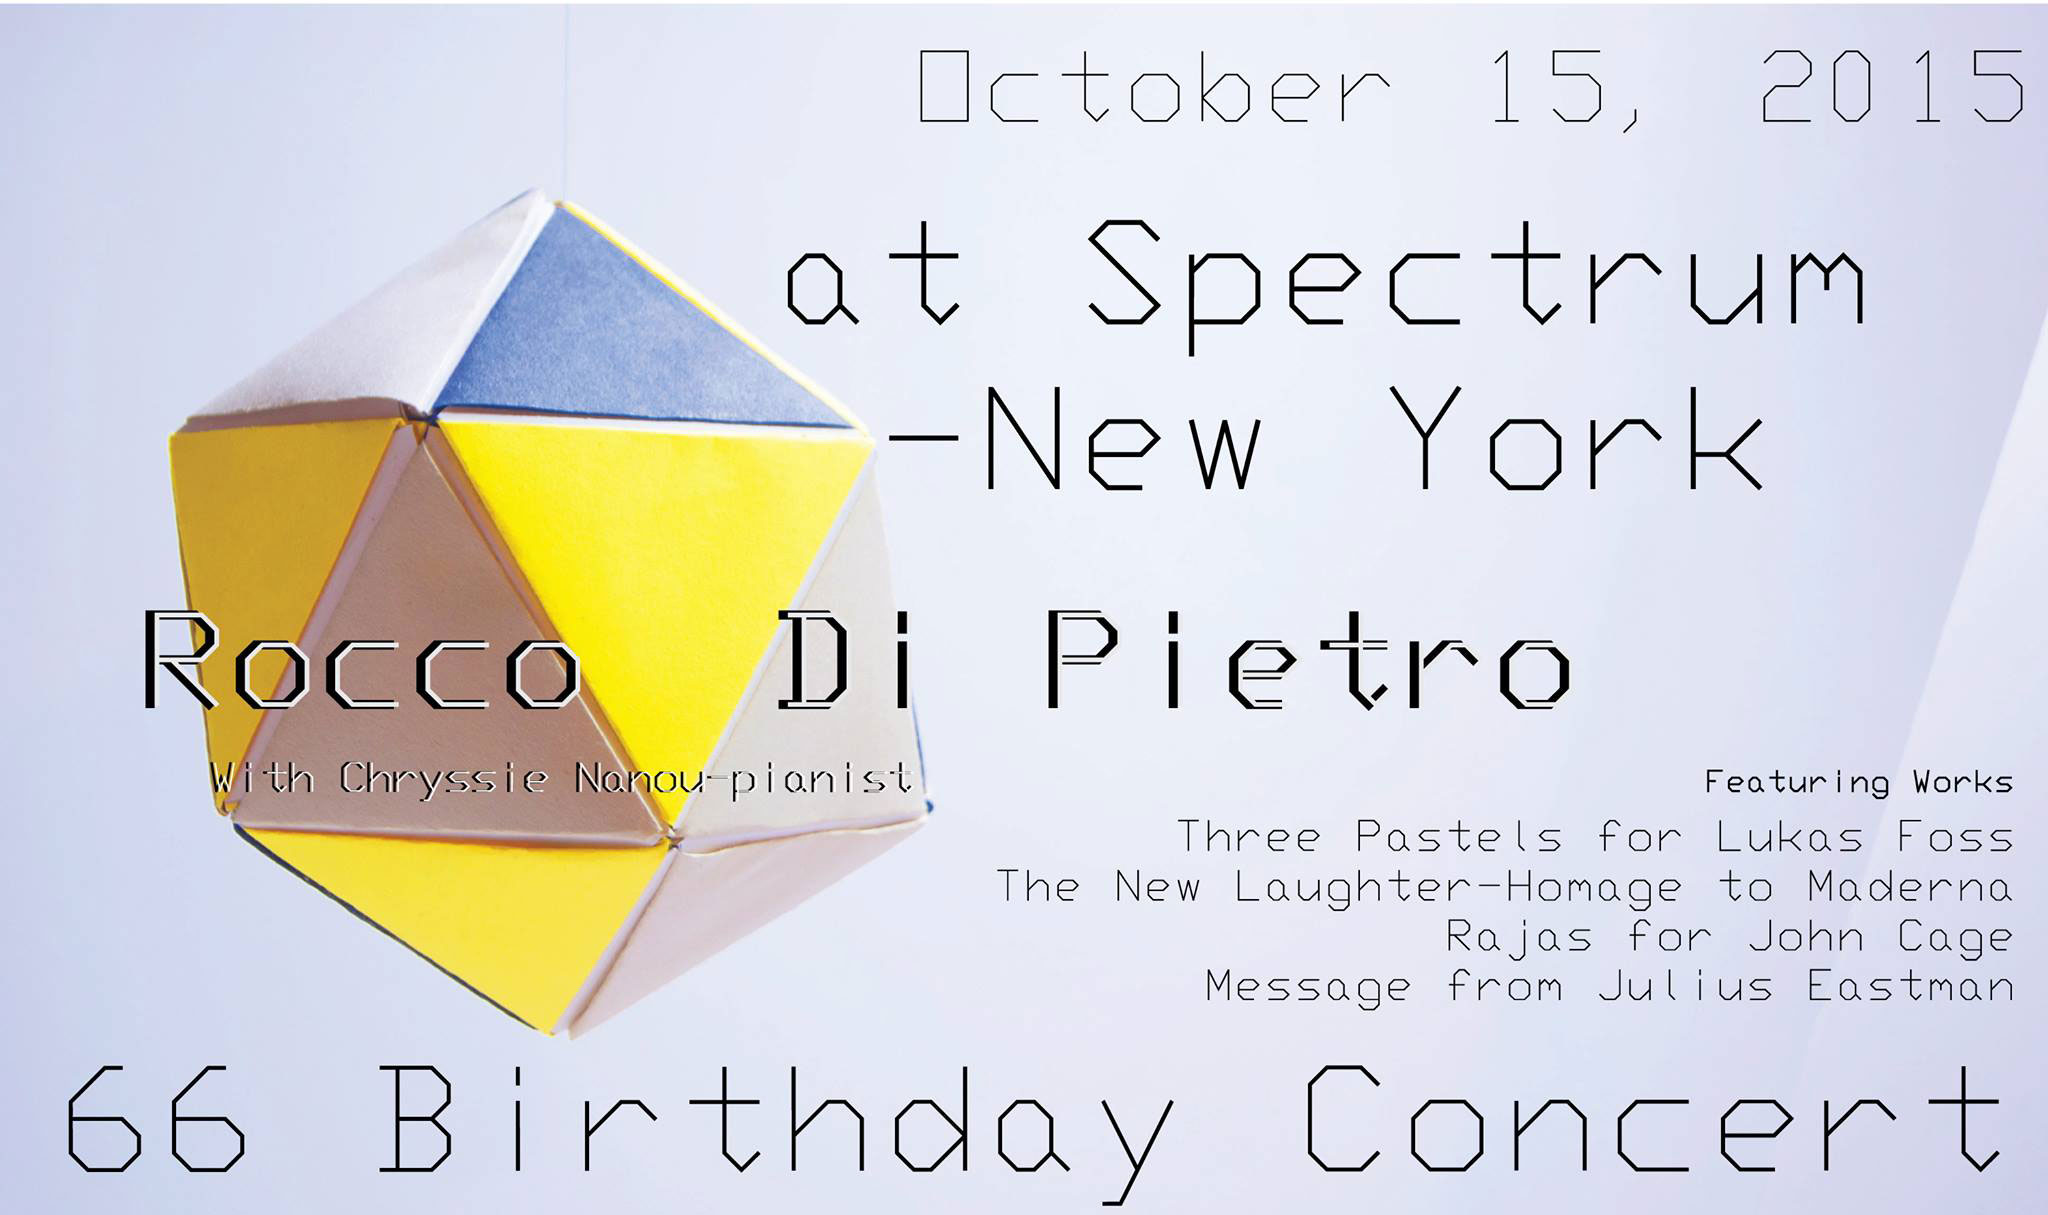 October 15, 2015
at Spectrum
-New York
Rocco Di Pietro
With Chryssie Nanou-pianist
Featuring Works
Three Pastels for Lukas Foss
The New Laughter-Homage to Maderna
Rajas for John Cage
Message from Julius Eastman
66 Birthday Concert